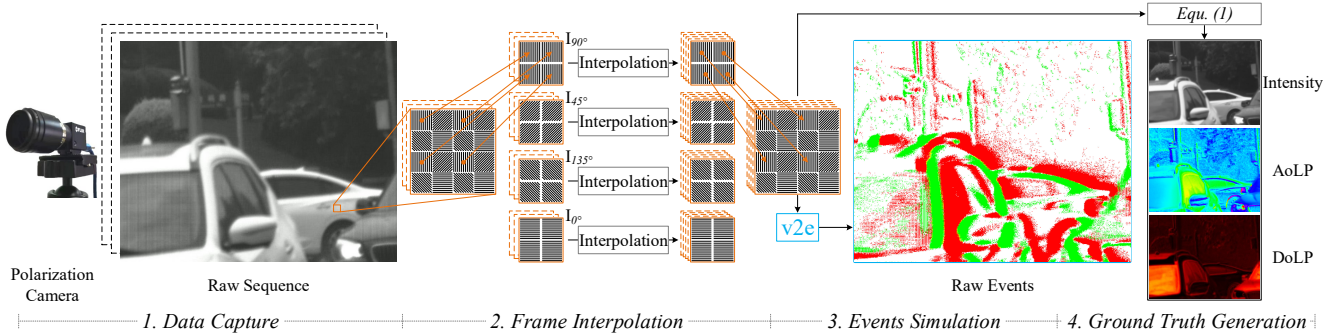 I90°
Interpolation
I45°
Interpolation
I135°
Interpolation
I0°
Interpolation
v2e
Equ. (1)
Intensity
AoLP
DoLP
Polarization
Camera
Raw Sequence
Raw Events
1. Data Capture
2. Frame Interpolation
3. Events Simulation
4. Ground Truth Generation